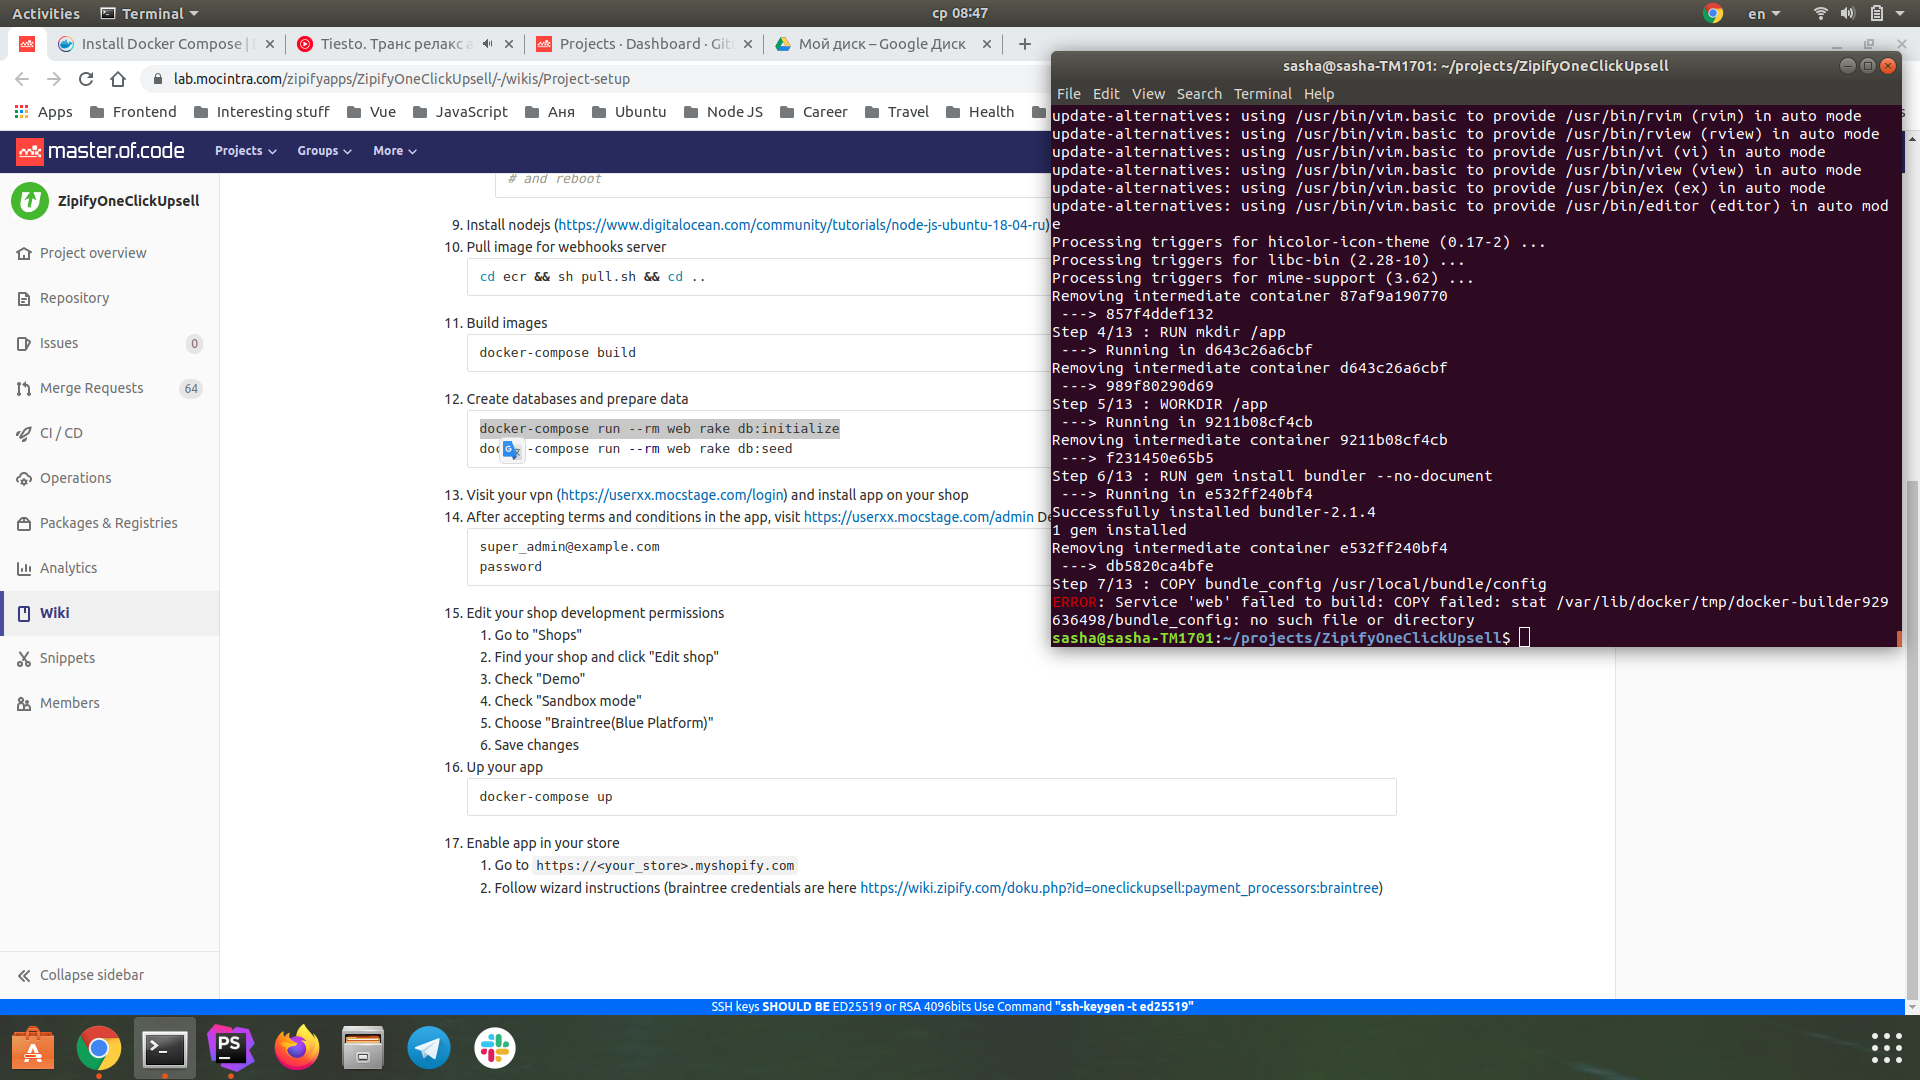 Activities
Terminal
ср 08:47
en
Install Docker Compose |
Tiesto. Транс релакс
Projects · Dashboard · Git
Мой диск – Google Диск
lab.mocintra.com/zipifyapps/ZipifyOneClickUpsell/-/wikis/Project-setup
Apps
Frontend
Interesting stuff
Vue
JavaScript
Аня
Ubuntu
Node JS
Career
Travel
Health
master.of.code
Projects
Groups
More
ZipifyOneClickUpsell
Project overview
Repository
Issues
0
Merge Requests
64
CI / CD
Operations
Packages & Registries
Analytics
Wiki
Snippets
Members
Collapse sidebar
# and reboot
9. Install nodejs (https://www.digitalocean.com/community/tutorials/node-js-ubuntu-18-04-ru)
10. Pull image for webhooks server
cd ecr && sh pull.sh && cd ..
11. Build images
docker-compose build
12. Create databases and prepare data
docker-compose run --rm web rake db:initialize
doc -compose run --rm web rake db:seed
13. Visit your vpn (https://userxx.mocstage.com/login) and install app on your shop
14. After accepting terms and conditions in the app, visit https://userxx.mocstage.com/admin De
super_admin@example.com
password
15. Edit your shop development permissions
1. Go to "Shops"
2. Find your shop and click "Edit shop"
3. Check "Demo"
4. Check "Sandbox mode"
5. Choose "Braintree(Blue Platform)"
6. Save changes
16. Up your app
docker-compose up
17. Enable app in your store
1. Go to https://<your_store>.myshopify.com
2. Follow wizard instructions (braintree credentials are here https://wiki.zipify.com/doku.php?id=oneclickupsell:payment_processors:braintree)
sasha@sasha-TM1701: ~/projects/ZipifyOneClickUpsell
File Edit View Search Terminal Help
update-alternatives: using /usr/bin/vim.basic to provide /usr/bin/rvim (rvim) in auto mode
update-alternatives: using /usr/bin/vim.basic to provide /usr/bin/rview (rview) in auto mode
update-alternatives: using /usr/bin/vim.basic to provide /usr/bin/vi (vi) in auto mode
update-alternatives: using /usr/bin/vim.basic to provide /usr/bin/view (view) in auto mode
update-alternatives: using /usr/bin/vim.basic to provide /usr/bin/ex (ex) in auto mode
update-alternatives: using /usr/bin/vim.basic to provide /usr/bin/editor (editor) in auto mod
e
Processing triggers for hicolor-icon-theme (0.17-2) ...
Processing triggers for libc-bin (2.28-10) ...
Processing triggers for mime-support (3.62) ...
Removing intermediate container 87af9a190770
---> 857f4ddef132
Step 4/13 : RUN mkdir /app
---> Running in d643c26a6cbf
Removing intermediate container d643c26a6cbf
---> 989f80290d69
Step 5/13 : WORKDIR /app
---> Running in 9211b08cf4cb
Removing intermediate container 9211b08cf4cb
---> f231450e65b5
Step 6/13 : RUN gem install bundler --no-document
---> Running in e532ff240bf4
Successfully installed bundler-2.1.4
1 gem installed
Removing intermediate container e532ff240bf4
---> db5820ca4bfe
Step 7/13 : COPY bundle_config /usr/local/bundle/config
ERROR: Service 'web' failed to build: COPY failed: stat /var/lib/docker/tmp/docker-builder929
636498/bundle_config: no such file or directory
sasha@sasha-TM1701:~/projects/ZipifyOneClickUpsell$
SSH keys SHOULD BE ED25519 or RSA 4096bits Use Command "ssh-keygen -t ed25519"
PS